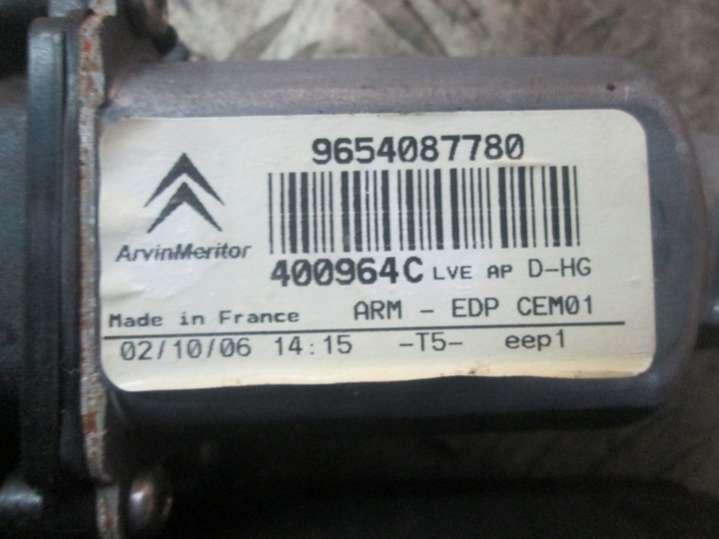 9654087780
ArvinMeritor
400964C LVE AP D-HG
Made in France ARM - EDP CEM01
02/10/06 14:15 -T5- eep1